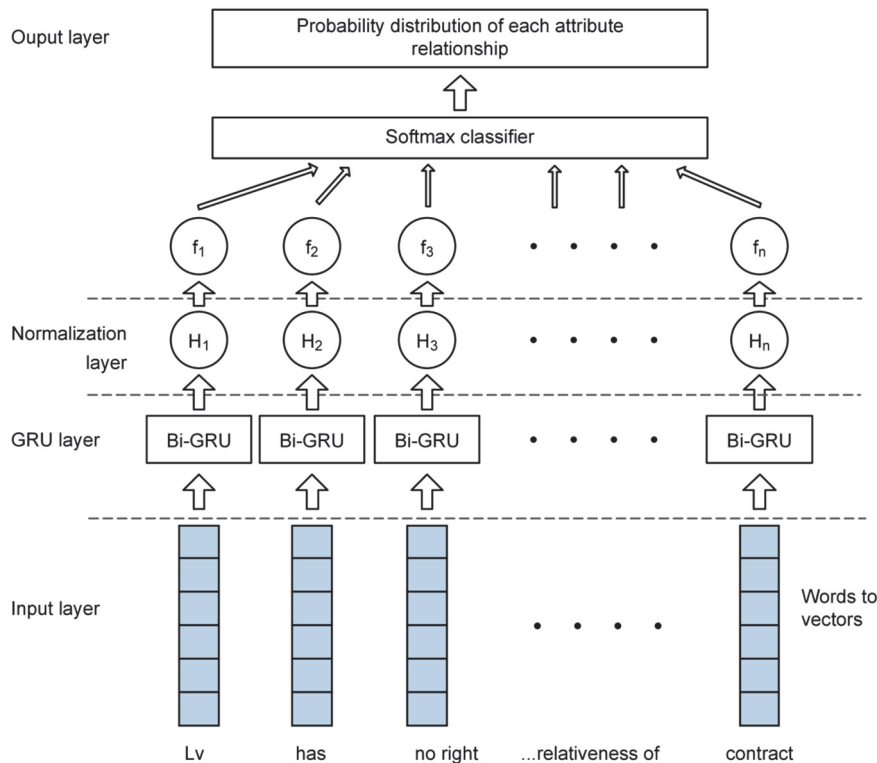 Ouput layer
Probability distribution of each attribute
relationship
Softmax classifier
f1 f2 f3 fn
Normalization
layer
H1 H2 H3 Hn
GRU layer
Bi-GRU Bi-GRU Bi-GRU Bi-GRU
Input layer
Words to
vectors
Lv has no right ...relativeness of contract